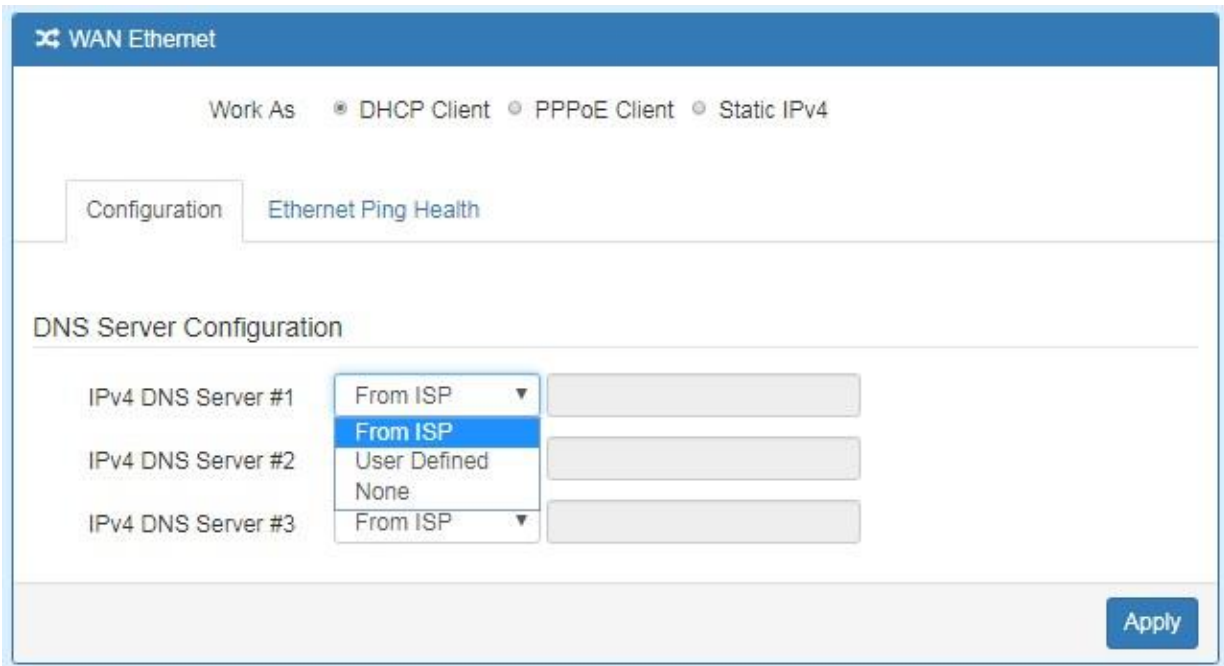 WAN Ethernet
Work As DHCP Client PPPoE Client Static IPv4
Configuration Ethernet Ping Health
DNS Server Configuration
IPv4 DNS Server #1 From ISP
From ISP
IPv4 DNS Server #2 User Defined
None
IPv4 DNS Server #3 From ISP
Apply